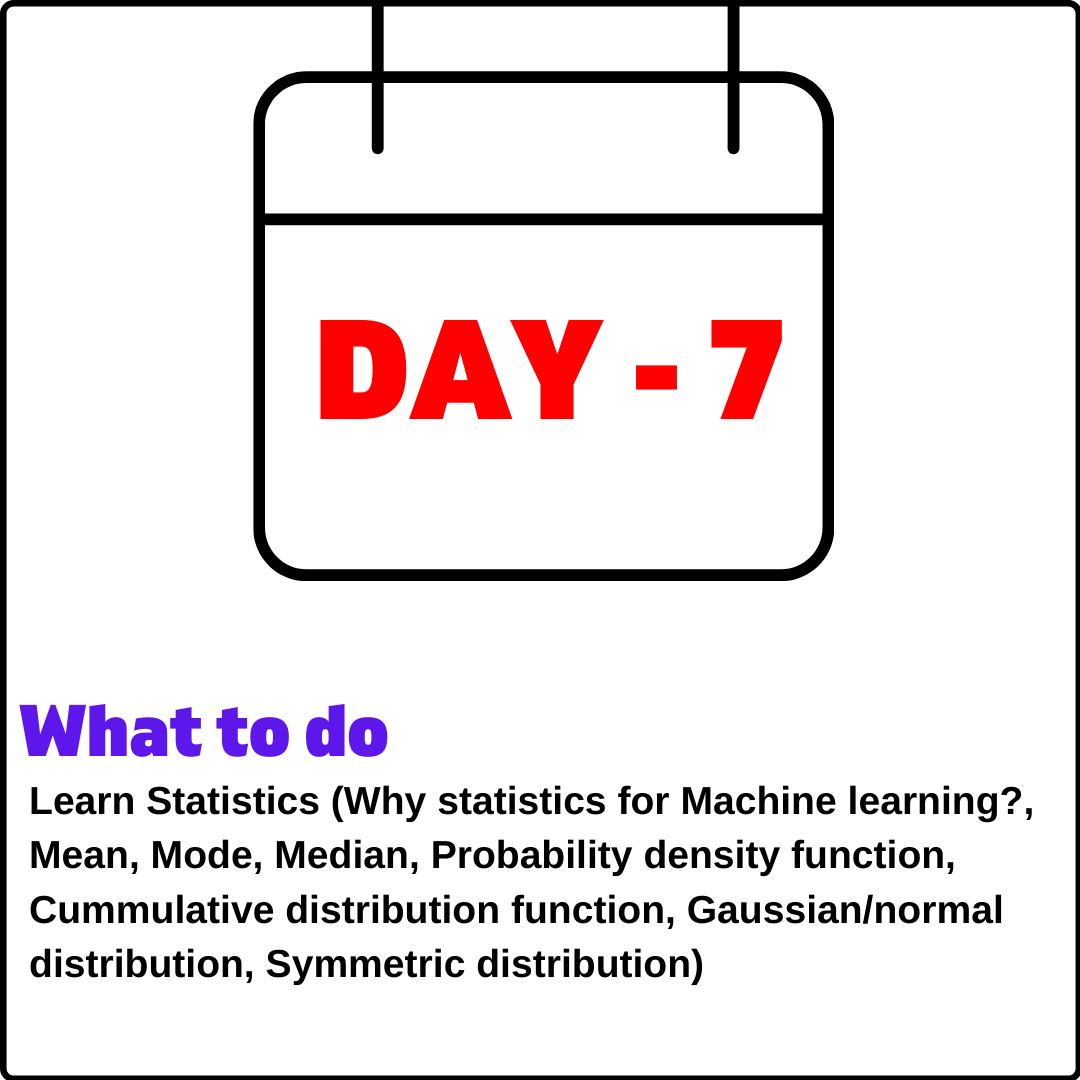 DAY - 7
What to do
Learn Statistics (Why statistics for Machine learning?,
Mean, Mode, Median, Probability density function,
Cummulative distribution function, Gaussian/normal
distribution, Symmetric distribution)